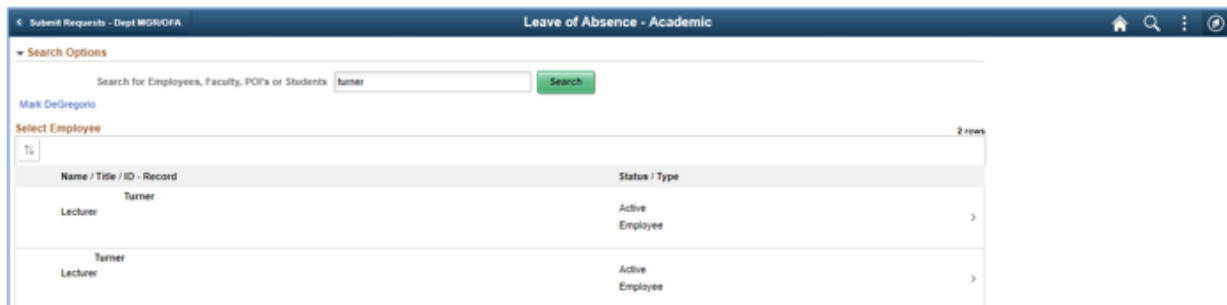 Submit Requests - Dept MGR/OFA
Leave of Absence - Academic
Search Options
Search for Employees, Faculty, POI's or Students turner Search
Mark DeGregorio
Select Employee
2 rows
Name / Title / ID - Record Status / Type
Turner
Lecturer
Active
Employee
Turner
Lecturer
Active
Employee